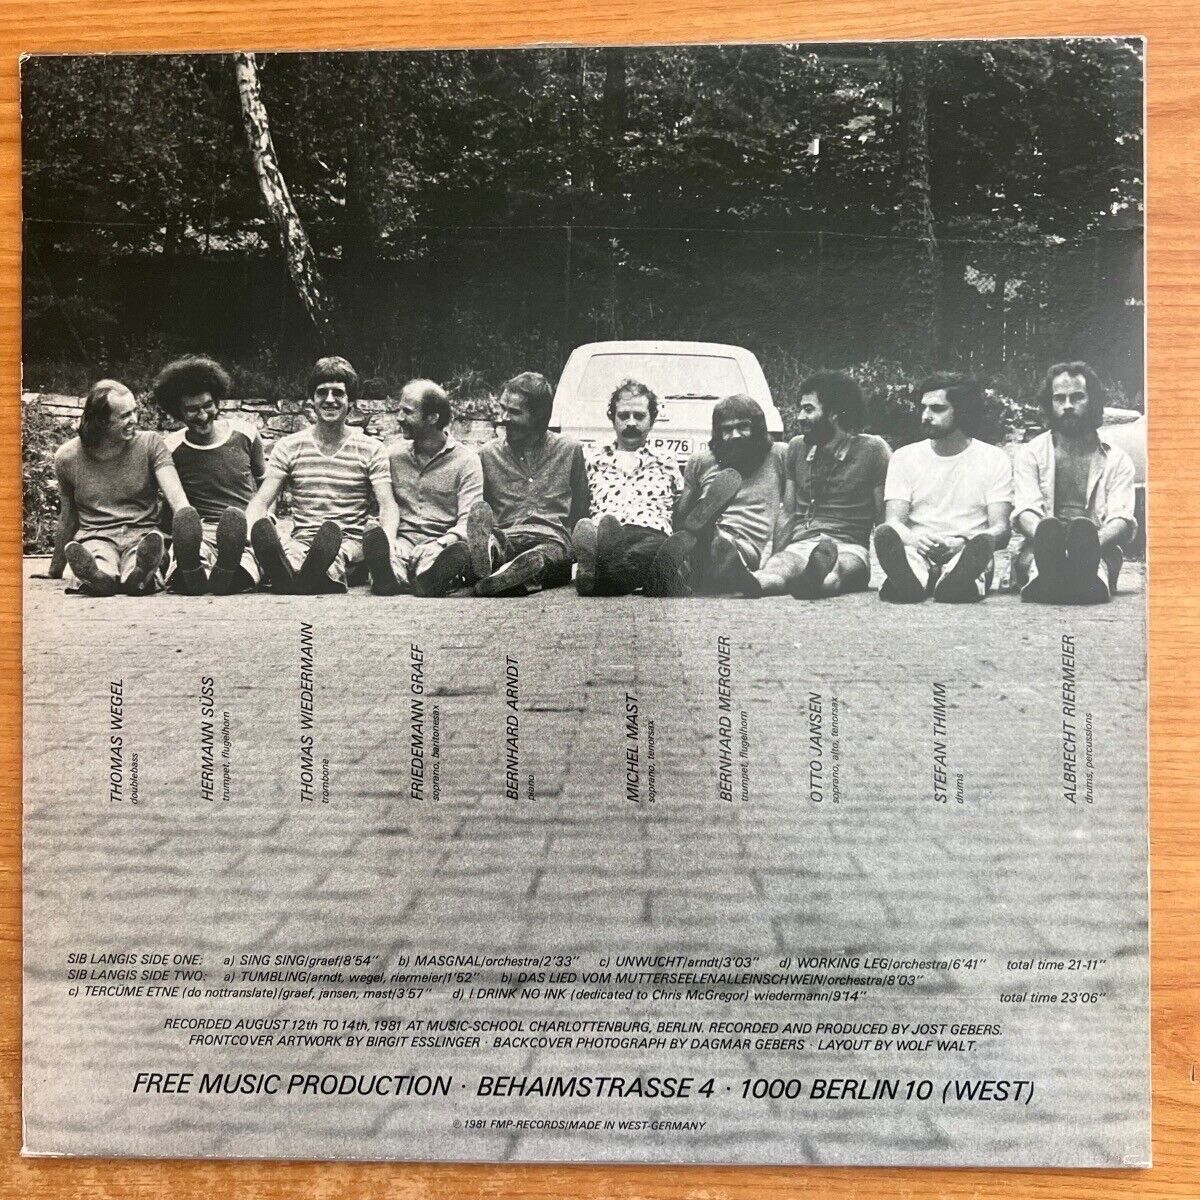 R 776
THOMAS WEGEL
doublebass
HERMANN SÜSS
trumpet, flugelhorn
THOMAS WIEDERMANN
trombone
FRIEDEMANN GRAEF
soprano, baritonesax
BERNHARD ARNDT
piano
MICHEL MAST
soprano, tenorsax
BERNHARD MERGNER
trumpet, flugelhorn
OTTO JANSEN
soprano, alto, tenorsax
STEFAN THIMM
drums
ALBRECHT RIERMEIER
drums, percussions
SIB LANGIS SIDE ONE: a) SING SING/graef/8'54" b) MASGNAL/orchestra/2'33" c) UNWUCHT/arndt/3'03" d) WORKING LEG/orchestra/6'41" total time 21-11"
SIB LANGIS SIDE TWO: a) TUMBLING/arndt, wegel, riermeier/1'52" b) DAS LIED VOM MUTTERSEELENALLEINSCHWEIN/orchestra/8'03"
c) TERCÜME ETNE (do nottranslate)/graef, jansen, mast/3'57" d) I DRINK NO INK (dedicated to Chris McGregor) wiedermann/9'14" total time 23'06"
RECORDED AUGUST 12th TO 14th, 1981 AT MUSIC-SCHOOL CHARLOTTENBURG, BERLIN. RECORDED AND PRODUCED BY JOST GEBERS.
FRONTCOVER ARTWORK BY BIRGIT ESSLINGER · BACKCOVER PHOTOGRAPH BY DAGMAR GEBERS · LAYOUT BY WOLF WALT.
FREE MUSIC PRODUCTION · BEHAIMSTRASSE 4 · 1000 BERLIN 10 (WEST)
℗ 1981 FMP-RECORDS/MADE IN WEST-GERMANY